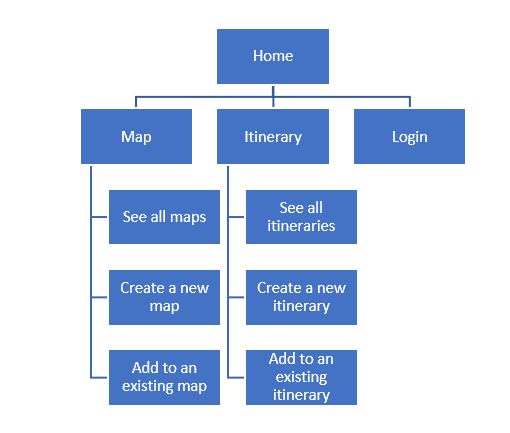 Home
Map
Itinerary
Login
See all maps
See all
itineraries
Create a new
map
Create a new
itinerary
Add to an
existing map
Add to an
existing
itinerary